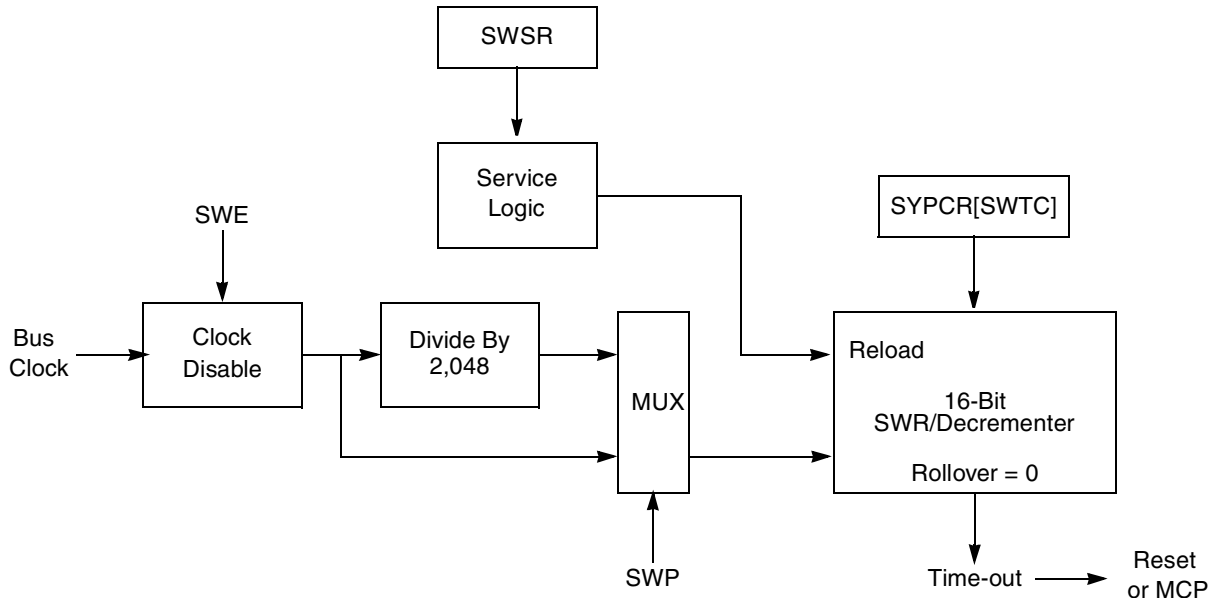 SWSR
Service
Logic
SYPCR[SWTC]
SWE
Bus
Clock
Clock
Disable
Divide By
2,048
MUX
Reload
16-Bit
SWR/Decrementer
Rollover = 0
SWP
Time-out
Reset
or MCP